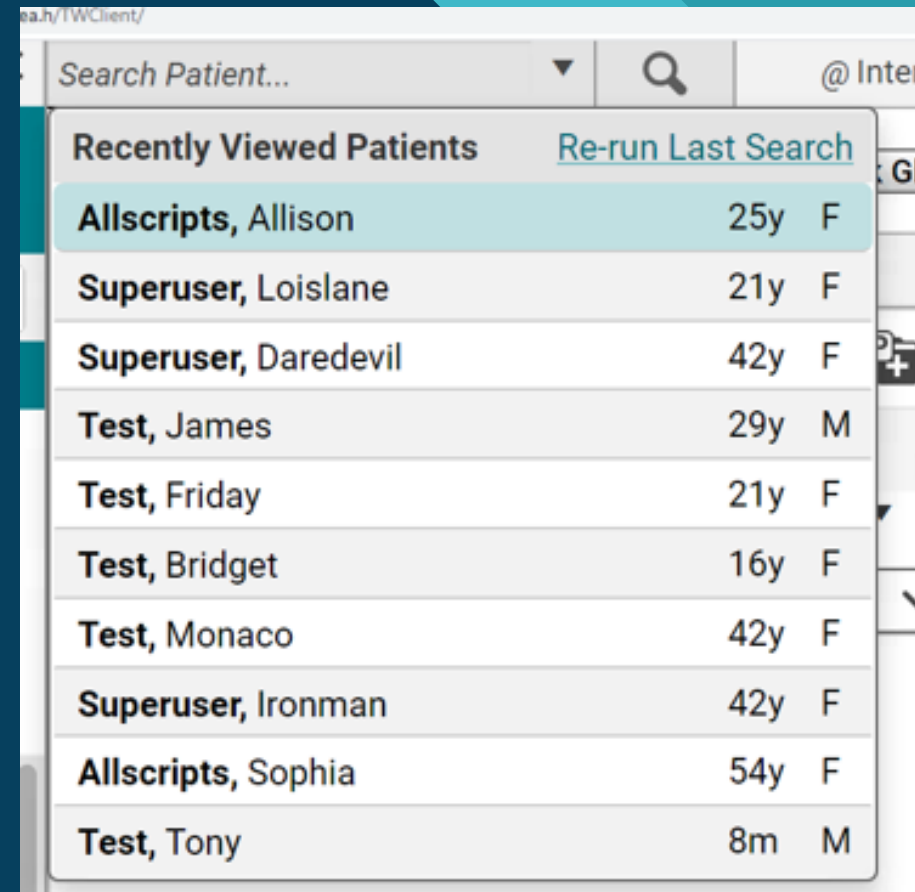 ea.h/TWClient/
Search Patient... @ Inter
Recently Viewed Patients Re-run Last Search
Allscripts, Allison 25y F
Superuser, Loislane 21y F
Superuser, Daredevil 42y F
Test, James 29y M
Test, Friday 21y F
Test, Bridget 16y F
Test, Monaco 42y F
Superuser, Ironman 42y F
Allscripts, Sophia 54y F
Test, Tony 8m M